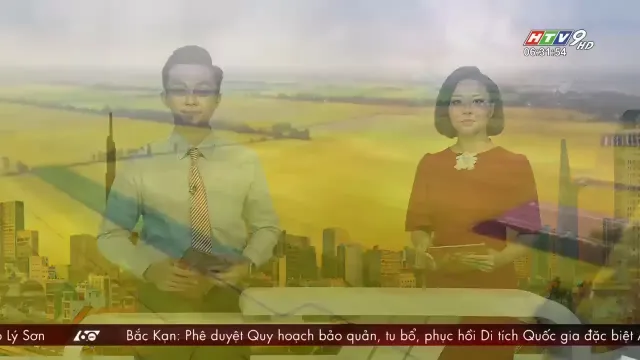 HTV9 HD
06:31:54
Lý Sơn 60 Bắc Kạn: Phê duyệt Quy hoạch bảo quản, tu bổ, phục hồi Di tích Quốc gia đặc biệt